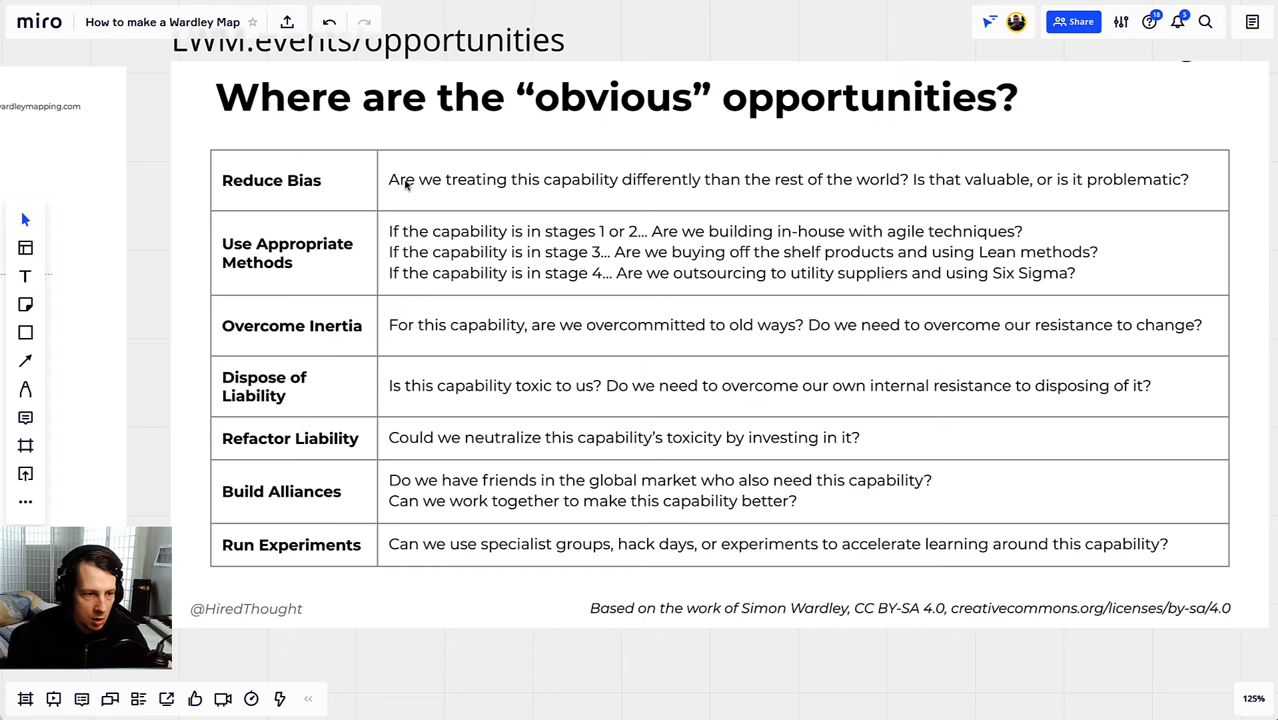 miro
How to make a Wardley Map
Share
18
5
LWM.events/opportunities
wardleymapping.com
Where are the “obvious” opportunities?
Reduce Bias
Are we treating this capability differently than the rest of the world? Is that valuable, or is it problematic?
Use Appropriate
Methods
If the capability is in stages 1 or 2... Are we building in-house with agile techniques?
If the capability is in stage 3... Are we buying off the shelf products and using Lean methods?
If the capability is in stage 4... Are we outsourcing to utility suppliers and using Six Sigma?
Overcome Inertia
For this capability, are we overcommitted to old ways? Do we need to overcome our resistance to change?
Dispose of
Liability
Is this capability toxic to us? Do we need to overcome our own internal resistance to disposing of it?
Refactor Liability
Could we neutralize this capability’s toxicity by investing in it?
Build Alliances
Do we have friends in the global market who also need this capability?
Can we work together to make this capability better?
Run Experiments
Can we use specialist groups, hack days, or experiments to accelerate learning around this capability?
@HiredThought
Based on the work of Simon Wardley, CC BY-SA 4.0, creativecommons.org/licenses/by-sa/4.0
125%